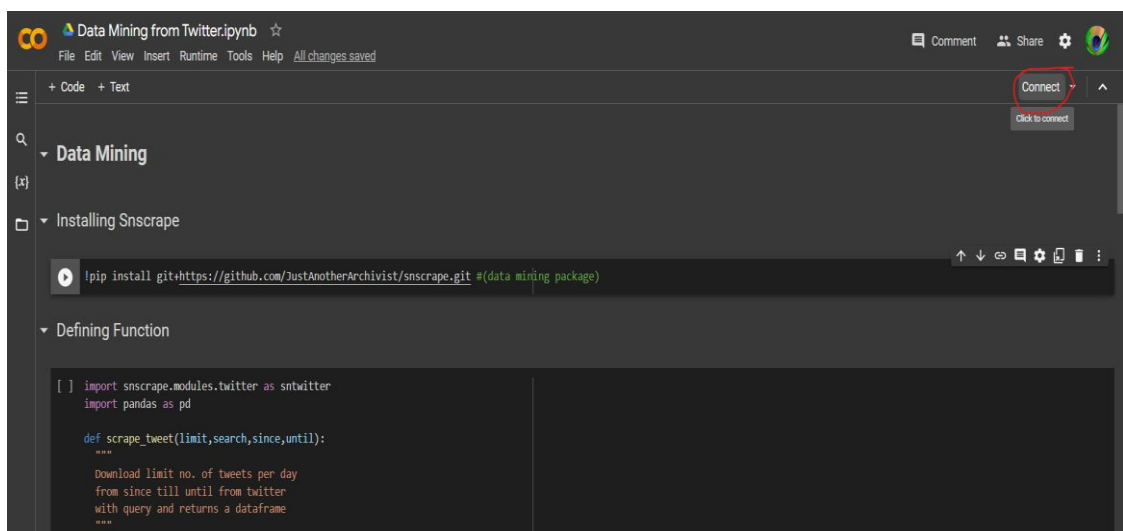 Data Mining from Twitter.ipynb
File Edit View Insert Runtime Tools Help All changes saved
Comment Share
+ Code + Text
Connect
Click to connect
Data Mining
{x}
Installing Snscrape
!pip install git+https://github.com/JustAnotherArchivist/snscrape.git #(data mining package)
Defining Function
[ ] import snscrape.modules.twitter as sntwitter
import pandas as pd
def scrape_tweet(limit,search,since,until):
"""
Download limit no. of tweets per day
from since till until from twitter
with query and returns a dataframe
"""